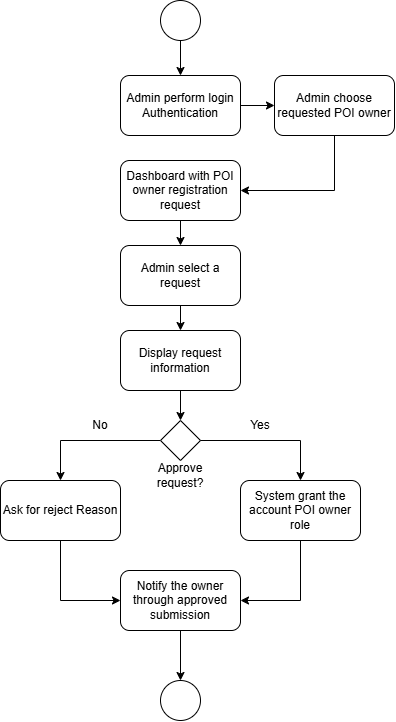 Admin perform login
Authentication
Admin choose
requested POI owner
Dashboard with POI
owner registration
request
Admin select a
request
Display request
information
No
Yes
Approve
request?
Ask for reject Reason
System grant the
account POI owner
role
Notify the owner
through approved
submission